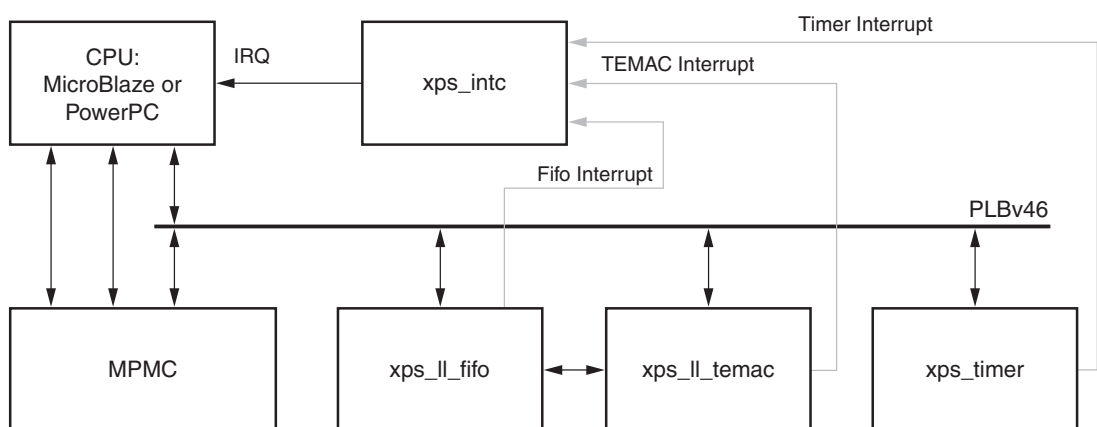 Timer Interrupt
CPU:
MicroBlaze or
PowerPC
IRQ
xps_intc
TEMAC Interrupt
Fifo Interrupt
PLBv46
MPMC
xps_ll_fifo
xps_ll_temac
xps_timer